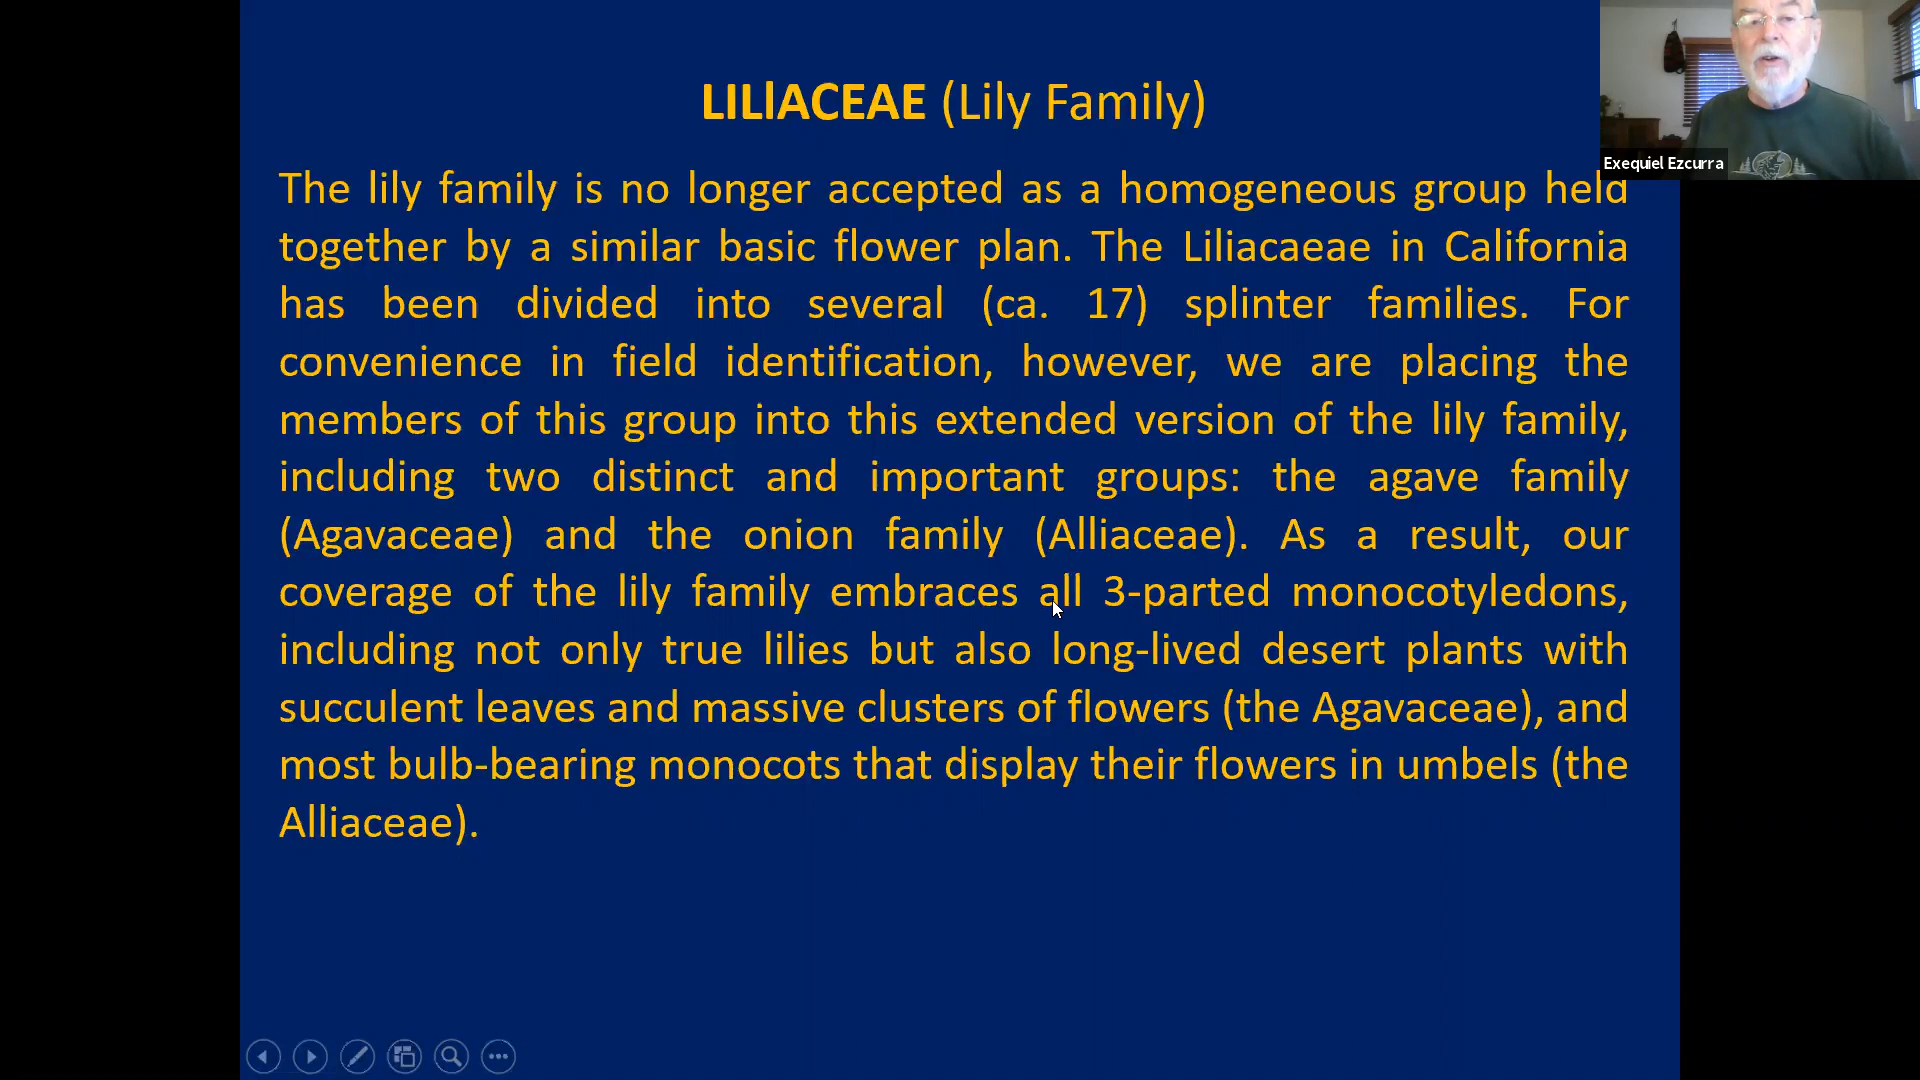 LILlACEAE (Lily Family)
Exequiel Ezcurra
The lily family is no longer accepted as a homogeneous group held
together by a similar basic flower plan. The Liliacaeae in California
has been divided into several (ca. 17) splinter families. For
convenience in field identification, however, we are placing the
members of this group into this extended version of the lily family,
including two distinct and important groups: the agave family
(Agavaceae) and the onion family (Alliaceae). As a result, our
coverage of the lily family embraces all 3-parted monocotyledons,
including not only true lilies but also long-lived desert plants with
succulent leaves and massive clusters of flowers (the Agavaceae), and
most bulb-bearing monocots that display their flowers in umbels (the
Alliaceae).